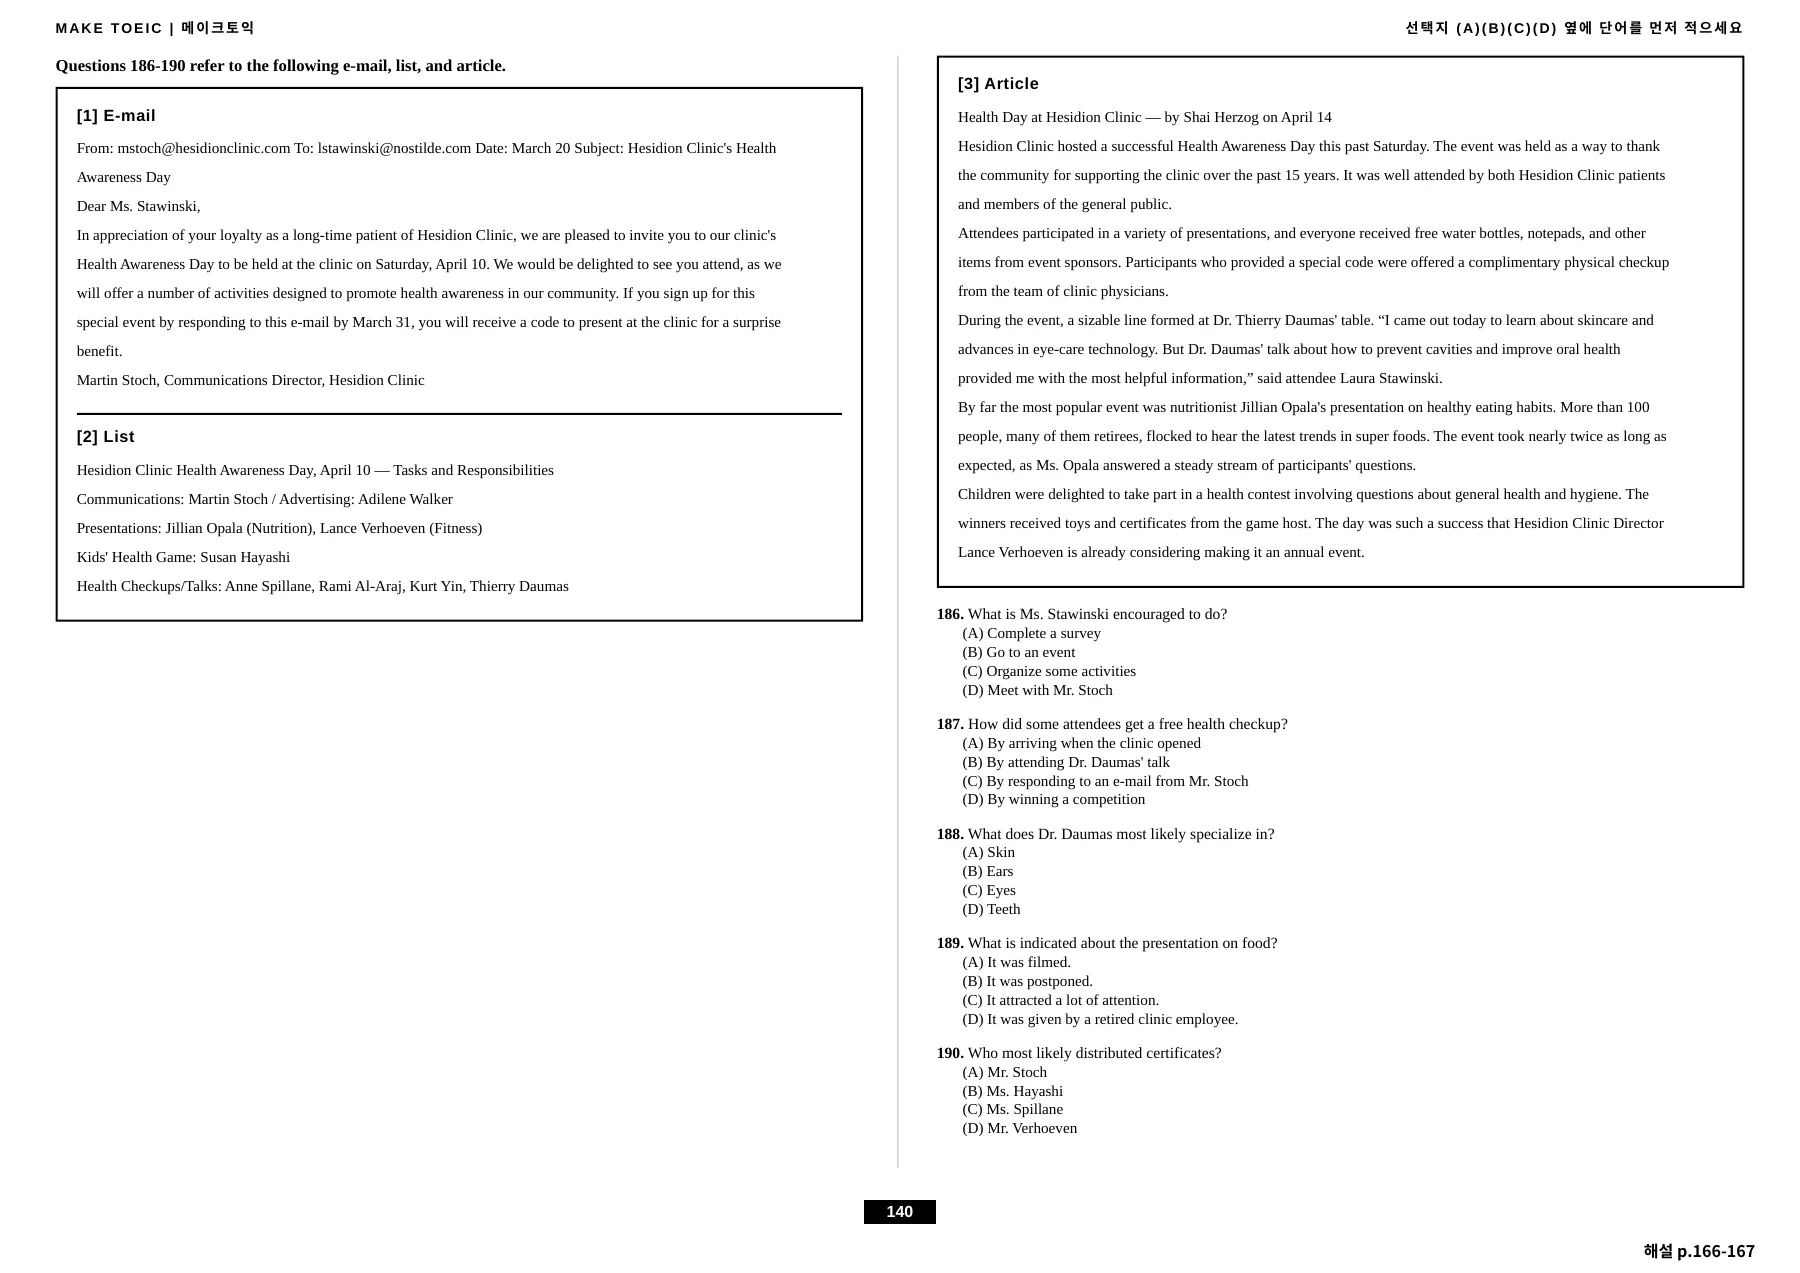 MAKE TOEIC | 메이크토익
선택지 (A)(B)(C)(D) 옆에 단어를 먼저 적으세요
Questions 186-190 refer to the following e-mail, list, and article.
[1] E-mail
From: mstoch@hesidionclinic.com To: lstawinski@nostilde.com Date: March 20 Subject: Hesidion Clinic's Health
Awareness Day
Dear Ms. Stawinski,
In appreciation of your loyalty as a long-time patient of Hesidion Clinic, we are pleased to invite you to our clinic's
Health Awareness Day to be held at the clinic on Saturday, April 10. We would be delighted to see you attend, as we
will offer a number of activities designed to promote health awareness in our community. If you sign up for this
special event by responding to this e-mail by March 31, you will receive a code to present at the clinic for a surprise
benefit.
Martin Stoch, Communications Director, Hesidion Clinic
[2] List
Hesidion Clinic Health Awareness Day, April 10 — Tasks and Responsibilities
Communications: Martin Stoch / Advertising: Adilene Walker
Presentations: Jillian Opala (Nutrition), Lance Verhoeven (Fitness)
Kids' Health Game: Susan Hayashi
Health Checkups/Talks: Anne Spillane, Rami Al-Araj, Kurt Yin, Thierry Daumas
[3] Article
Health Day at Hesidion Clinic — by Shai Herzog on April 14
Hesidion Clinic hosted a successful Health Awareness Day this past Saturday. The event was held as a way to thank
the community for supporting the clinic over the past 15 years. It was well attended by both Hesidion Clinic patients
and members of the general public.
Attendees participated in a variety of presentations, and everyone received free water bottles, notepads, and other
items from event sponsors. Participants who provided a special code were offered a complimentary physical checkup
from the team of clinic physicians.
During the event, a sizable line formed at Dr. Thierry Daumas' table. “I came out today to learn about skincare and
advances in eye-care technology. But Dr. Daumas' talk about how to prevent cavities and improve oral health
provided me with the most helpful information,” said attendee Laura Stawinski.
By far the most popular event was nutritionist Jillian Opala's presentation on healthy eating habits. More than 100
people, many of them retirees, flocked to hear the latest trends in super foods. The event took nearly twice as long as
expected, as Ms. Opala answered a steady stream of participants' questions.
Children were delighted to take part in a health contest involving questions about general health and hygiene. The
winners received toys and certificates from the game host. The day was such a success that Hesidion Clinic Director
Lance Verhoeven is already considering making it an annual event.
186. What is Ms. Stawinski encouraged to do?
(A) Complete a survey
(B) Go to an event
(C) Organize some activities
(D) Meet with Mr. Stoch
187. How did some attendees get a free health checkup?
(A) By arriving when the clinic opened
(B) By attending Dr. Daumas' talk
(C) By responding to an e-mail from Mr. Stoch
(D) By winning a competition
188. What does Dr. Daumas most likely specialize in?
(A) Skin
(B) Ears
(C) Eyes
(D) Teeth
189. What is indicated about the presentation on food?
(A) It was filmed.
(B) It was postponed.
(C) It attracted a lot of attention.
(D) It was given by a retired clinic employee.
190. Who most likely distributed certificates?
(A) Mr. Stoch
(B) Ms. Hayashi
(C) Ms. Spillane
(D) Mr. Verhoeven
140
해설 p.166-167